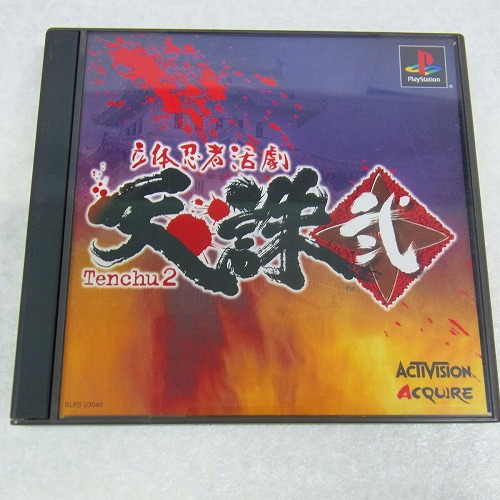 PlayStation
立体忍者活劇
天誅 弐
Tenchu 2
ACTIVISION
ACQUIRE
SLPS 03040